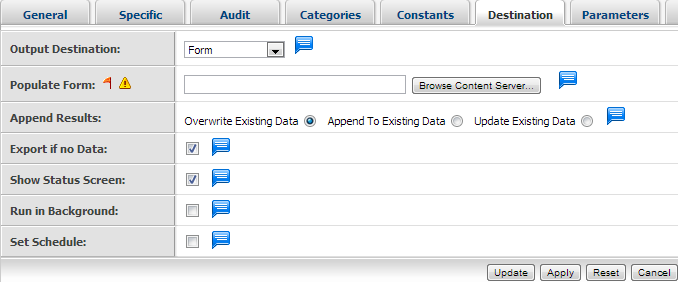 General Specific Audit Categories Constants Destination Parameters
Output Destination: Form
Populate Form: Browse Content Server...
Append Results: Overwrite Existing Data Append To Existing Data Update Existing Data
Export if no Data:
Show Status Screen:
Run in Background:
Set Schedule:
Update Apply Reset Cancel